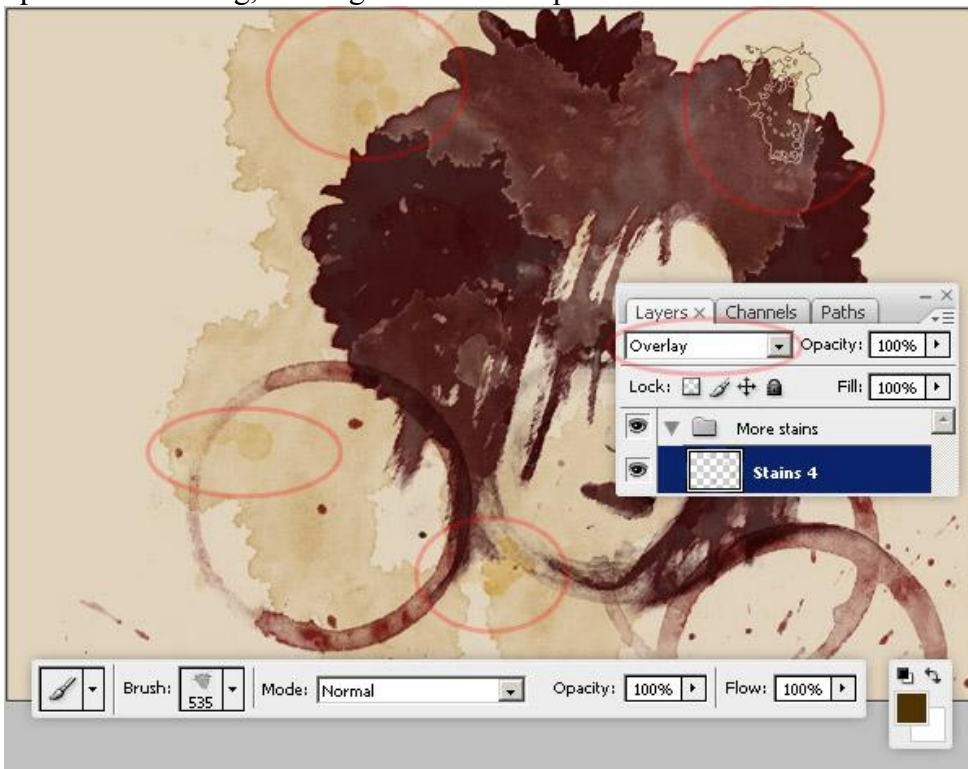 Layers × Channels Paths
Overlay Opacity: 100%
Lock: Fill: 100%
More stains
Stains 4
Brush: 535 Mode: Normal Opacity: 100% Flow: 100%